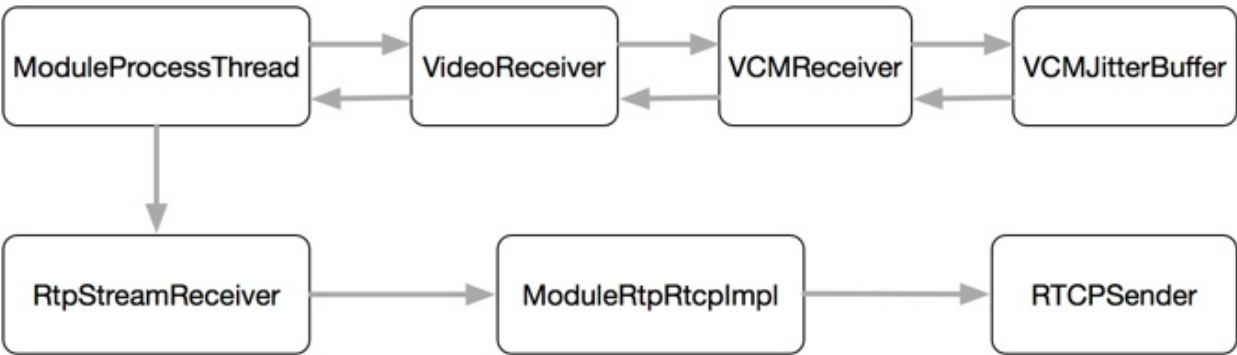 ModuleProcessThread
VideoReceiver
VCMReceiver
VCMJitterBuffer
RtpStreamReceiver
ModuleRtpRtcpImpl
RTCPSender